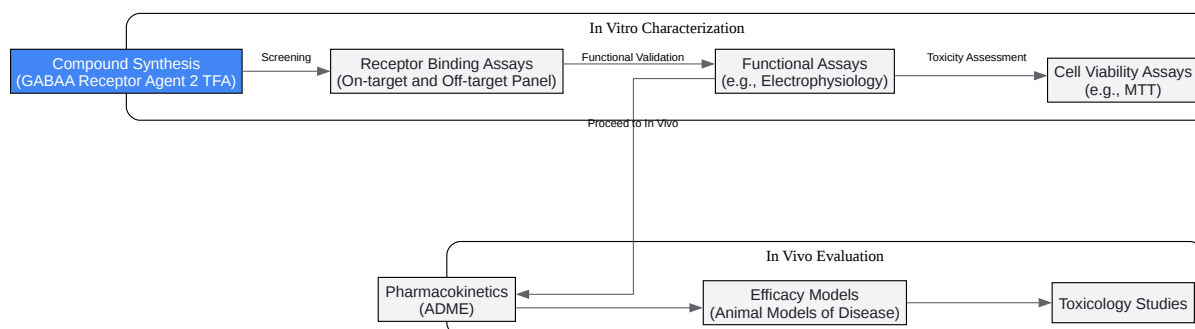 In Vitro Characterization
Compound Synthesis
(GABAA Receptor Agent 2 TFA)
Screening
Receptor Binding Assays
(On-target and Off-target Panel)
Functional Validation
Functional Assays
(e.g., Electrophysiology)
Toxicity Assessment
Cell Viability Assays
(e.g., MTT)
Proceed to In Vivo
In Vivo Evaluation
Pharmacokinetics
(ADME)
Efficacy Models
(Animal Models of Disease)
Toxicology Studies